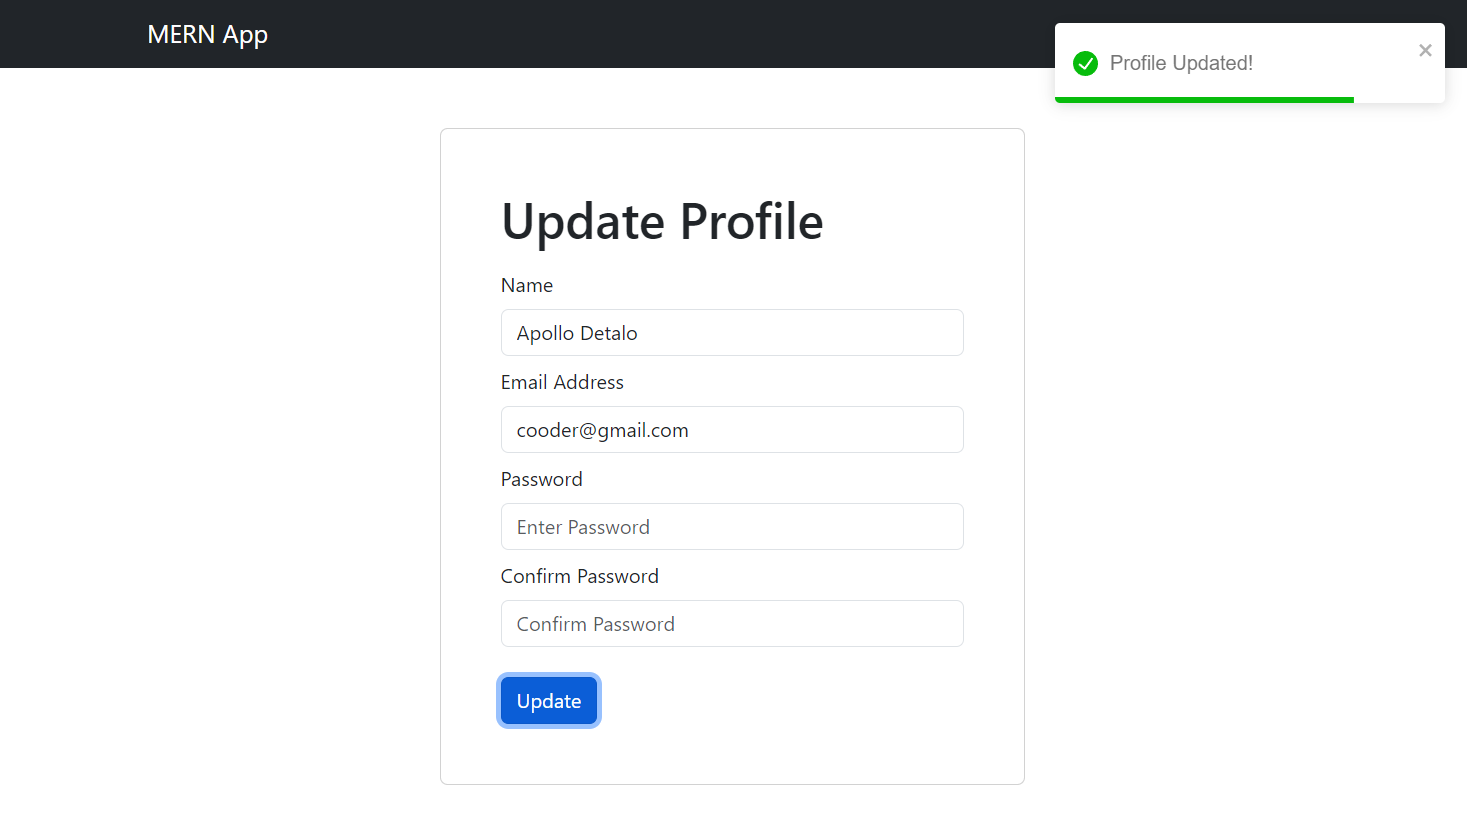 MERN App
Profile Updated!
Update Profile
Name
Apollo Detalo
Email Address
cooder@gmail.com
Password
Enter Password
Confirm Password
Confirm Password
Update